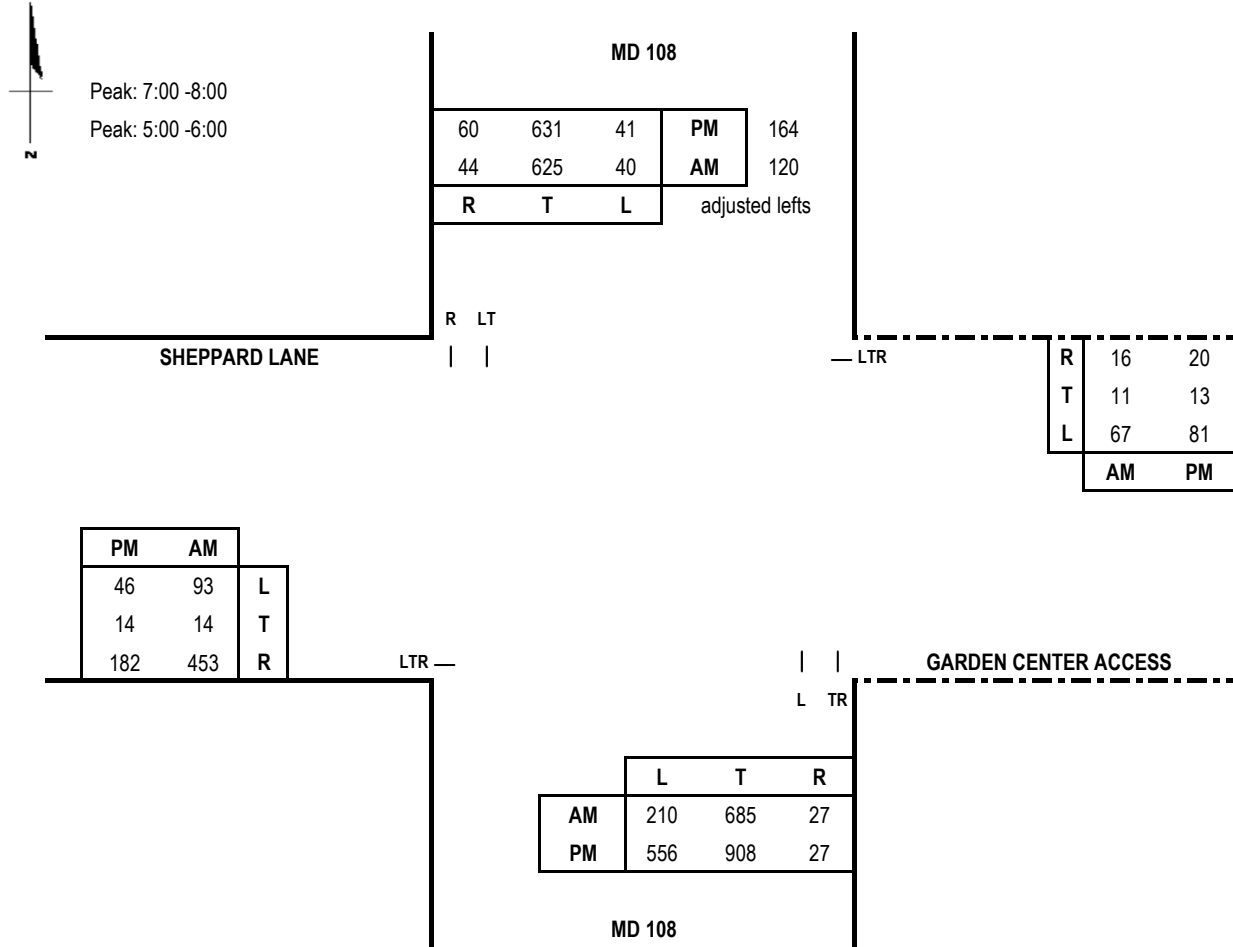 MD 108
Peak: 7:00 -8:00
Peak: 5:00 -6:00
60 631 41 PM 164
44 625 40 AM 120
R T L adjusted lefts
R LT
SHEPPARD LANE
LTR
R 16 20
T 11 13
L 67 81
AM PM
N
PM AM
46 93 L
14 14 T
182 453 R
LTR
GARDEN CENTER ACCESS
L TR
L T R
AM 210 685 27
PM 556 908 27
MD 108